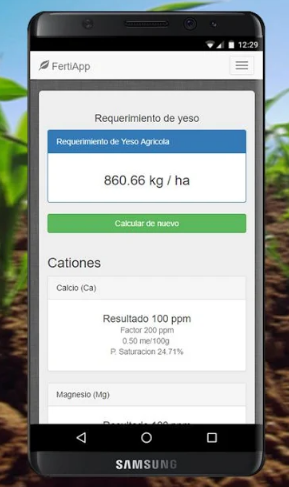 12:29
FertiApp
Requerimiento de yeso
Requerimiento de Yeso Agricola
860.66 kg / ha
Calcular de nuevo
Cationes
Calcio (Ca)
Resultado 100 ppm
Factor 200 ppm
0.50 me/100g
P. Saturacion 24.71%
Magnesio (Mg)
SAMSUNG